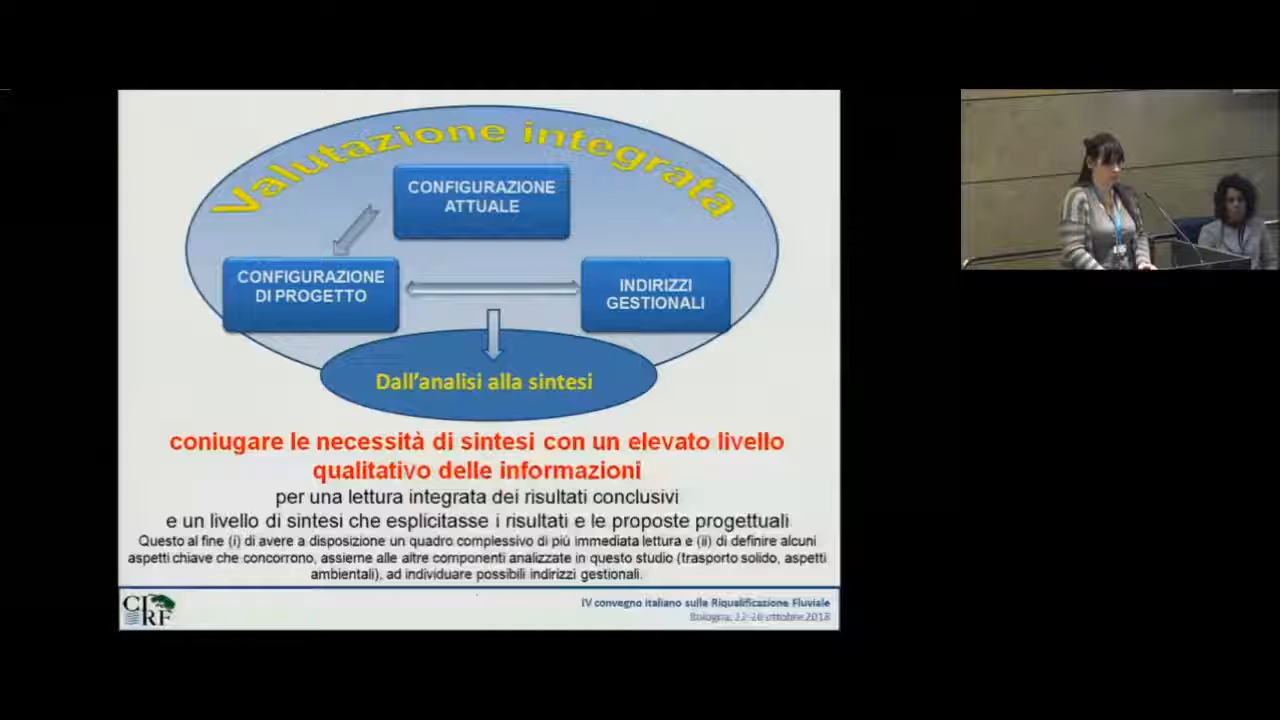 Valutazione integrata
CONFIGURAZIONE
ATTUALE
CONFIGURAZIONE
DI PROGETTO
INDIRIZZI
GESTIONALI
Dall'analisi alla sintesi
coniugare le necessità di sintesi con un elevato livello
qualitativo delle informazioni
per una lettura integrata dei risultati conclusivi
e un livello di sintesi che esplicitasse i risultati e le proposte progettuali
Questo al fine (i) di avere a disposizione un quadro complessivo di più immediata lettura e (ii) di definire alcuni
aspetti chiave che concorrono, assieme alle altre componenti analizzate in questo studio (trasporto solido, aspetti
ambientali), ad individuare possibili indirizzi gestionali.
CIRF
IV convegno italiano sulle Riqualificazione Fluviale
Bologna, ottobre